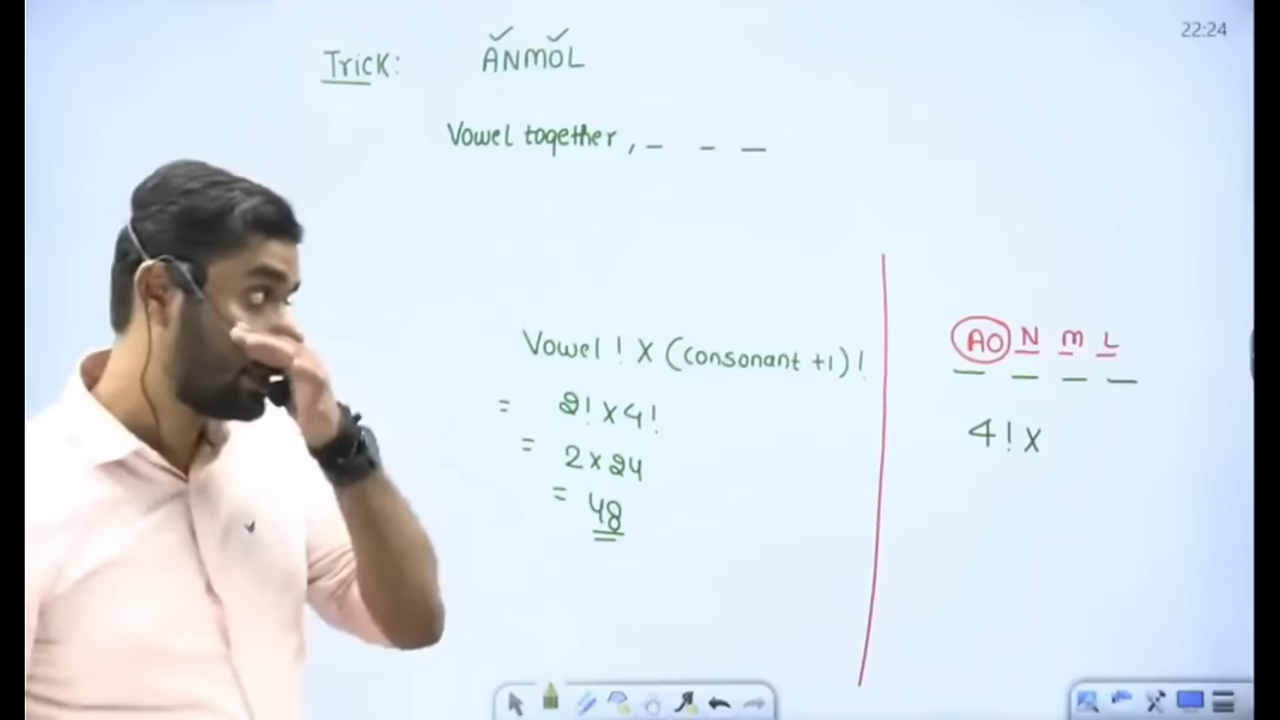 22:24
Trick: ANMOL
Vowel together, _ _ _
Vowel ! X (consonant +1) !
= 2! X 4!
= 2 X 24
= 48
AO N M L
4! X